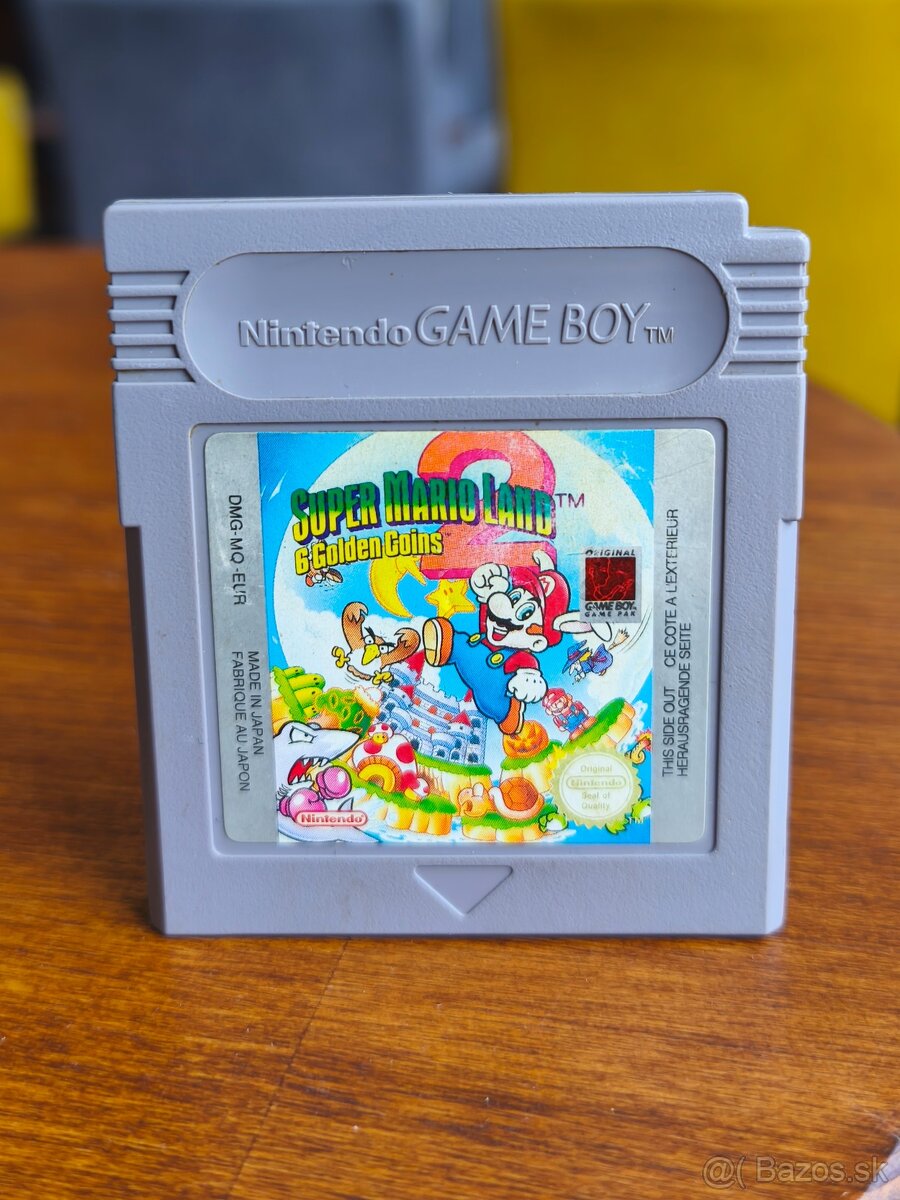 Nintendo GAME BOY TM
2
SUPER MARIO LAND TM
6 Golden Coins
DMG-MQ-EUR
MADE IN JAPAN
FABRIQUE AU JAPON
ORIGINAL
GAME BOY
GAME PAK
THIS SIDE OUT CE COTE A L'EXTERIEUR
HERAUSRAGENDE SEITE
Original
Nintendo
Seal of
Quality
Nintendo
@( Bazos.sk